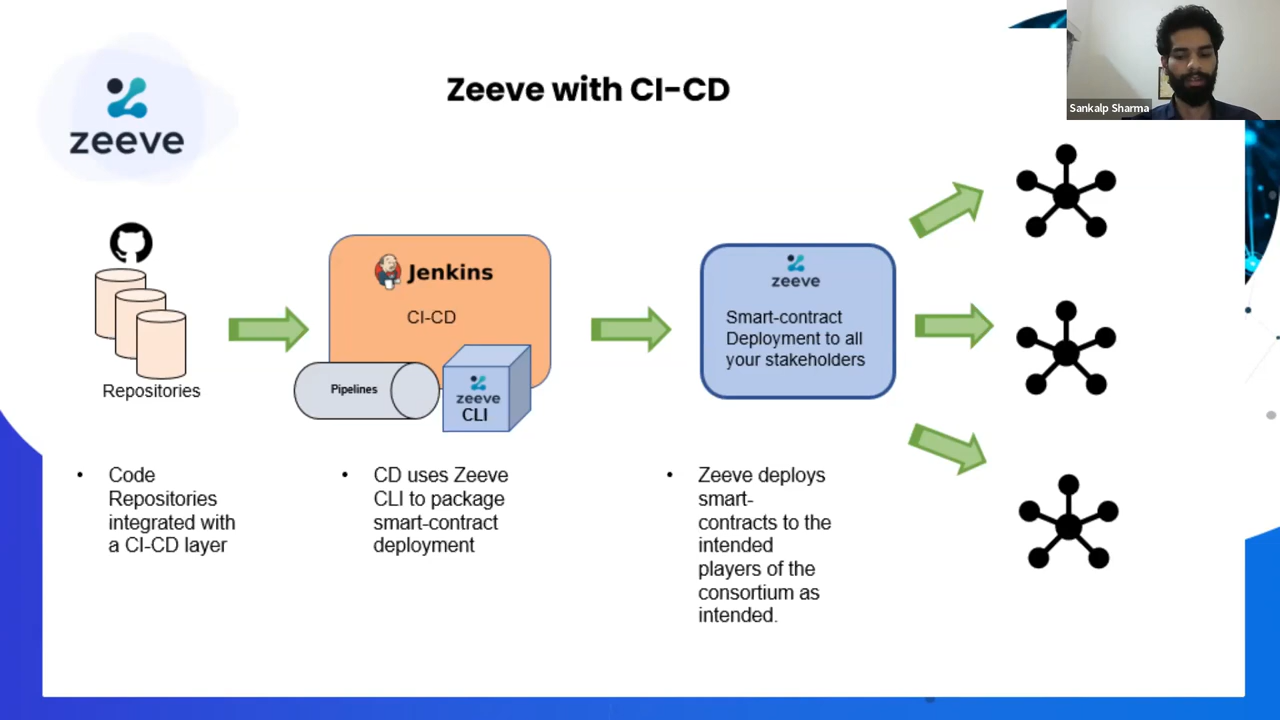 Zeeve with CI-CD
Sankalp Sharma
zeeve
Repositories
Jenkins
CI-CD
Pipelines
zeeve
CLI
zeeve
Smart-contract
Deployment to all
your stakeholders
• Code
Repositories
integrated with
a CI-CD layer
• CD uses Zeeve
CLI to package
smart-contract
deployment
• Zeeve deploys
smart-
contracts to the
intended
players of the
consortium as
intended.